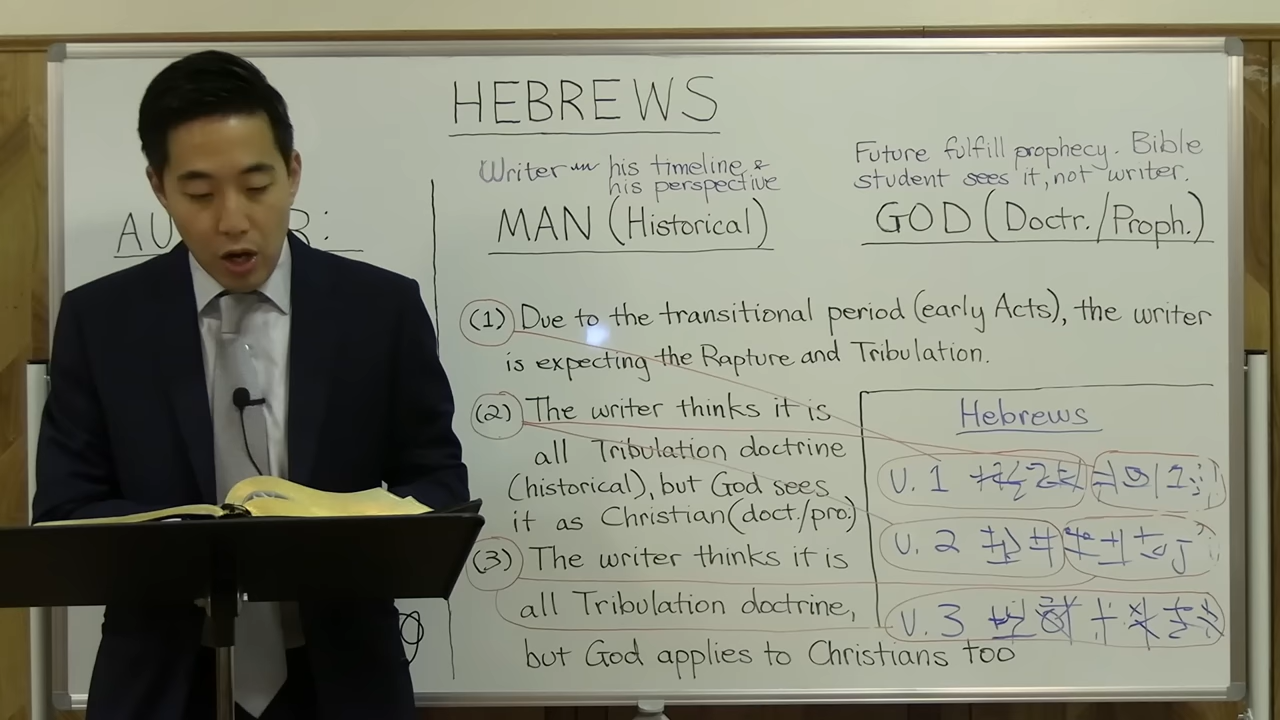 HEBREWS
Writer in his timeline &
his perspective
MAN (Historical)
Future fulfill prophecy. Bible
student sees it, not writer.
GOD (Doctr./Proph.)
(1) Due to the transitional period (early Acts), the writer
is expecting the Rapture and Tribulation.
(2) The writer thinks it is
all Tribulation doctrine
(historical), but God sees
it as Christian (doct./pro.)
(3) The writer thinks it is
all Tribulation doctrine,
but God applies to Christians too
Hebrews
V. 1
V. 2
V. 3